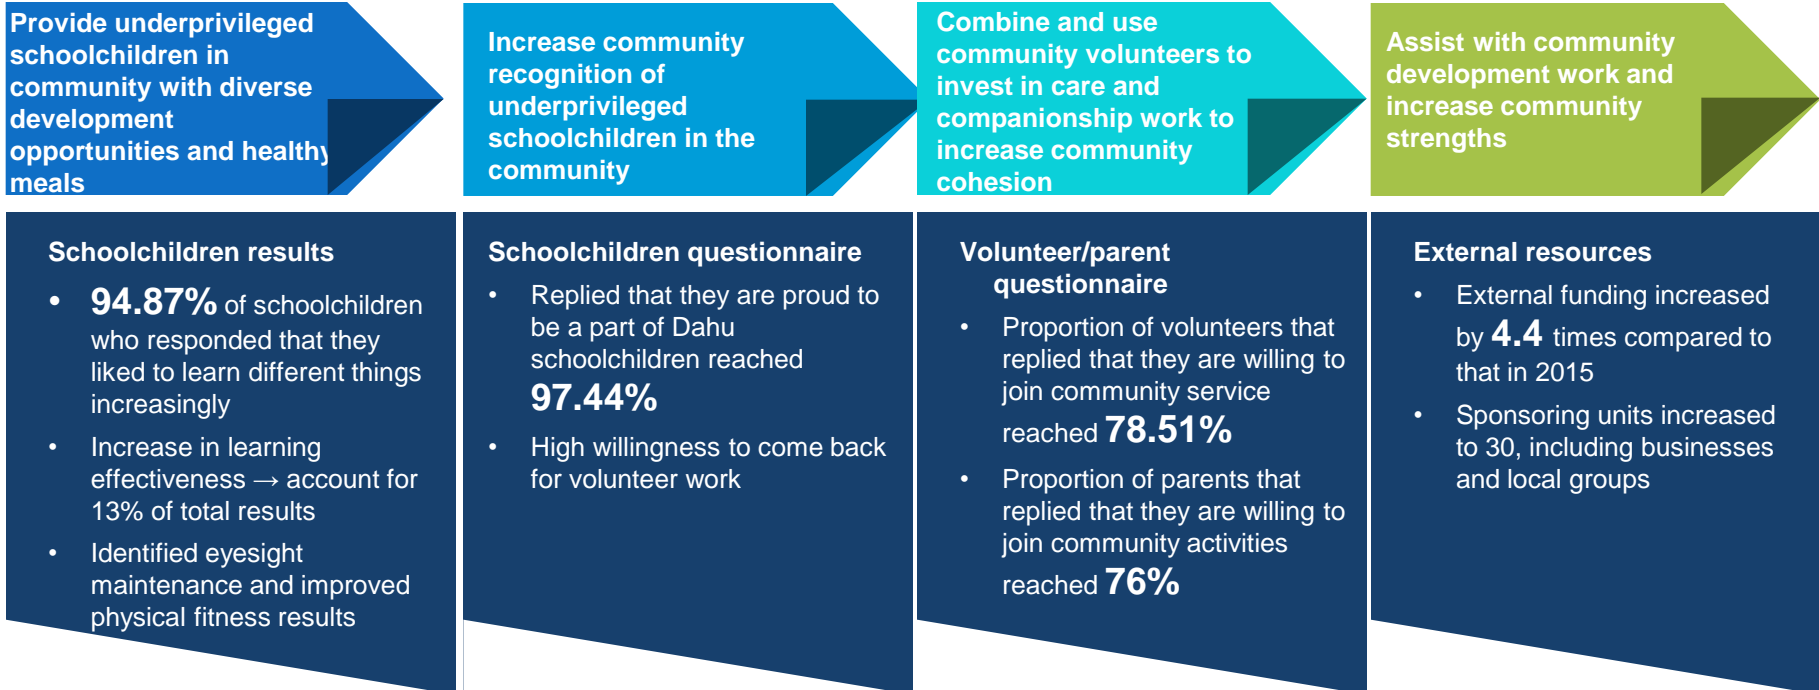 Provide underprivileged
schoolchildren in
community with diverse
development
opportunities and healthy
meals
Increase community
recognition of
underprivileged
schoolchildren in the
community
Combine and use
community volunteers to
invest in care and
companionship work to
increase community
cohesion
Assist with community
development work and
increase community
strengths
Schoolchildren results
• 94.87% of schoolchildren
who responded that they
liked to learn different things
increasingly
• Increase in learning
effectiveness → account for
13% of total results
• Identified eyesight
maintenance and improved
physical fitness results
Schoolchildren questionnaire
• Replied that they are proud to
be a part of Dahu
schoolchildren reached
97.44%
• High willingness to come back
for volunteer work
Volunteer/parent
questionnaire
• Proportion of volunteers that
replied that they are willing to
join community service
reached 78.51%
• Proportion of parents that
replied that they are willing to
join community activities
reached 76%
External resources
• External funding increased
by 4.4 times compared to
that in 2015
• Sponsoring units increased
to 30, including businesses
and local groups